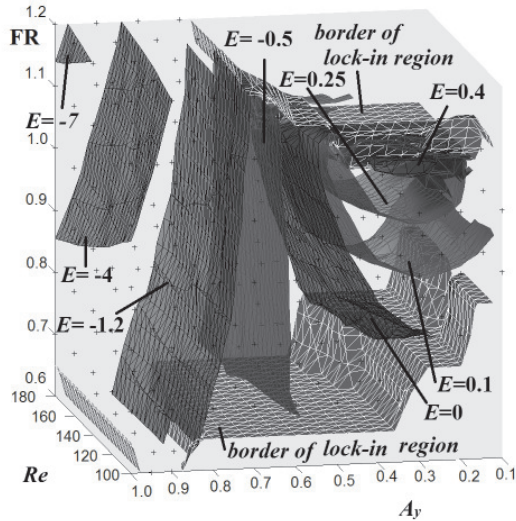 1.2
FR
1.1
1.0
0.9
0.8
0.7
0.6
180
160
140
120
100
Re
1.0
0.9
0.8
0.7
0.6
0.5
0.4
0.3
0.2
0.1
Ay
E= -7
E= -4
E= -1.2
E= -0.5
border of
lock-in region
E=0.25
E=0.4
E=0.1
E=0
border of lock-in region